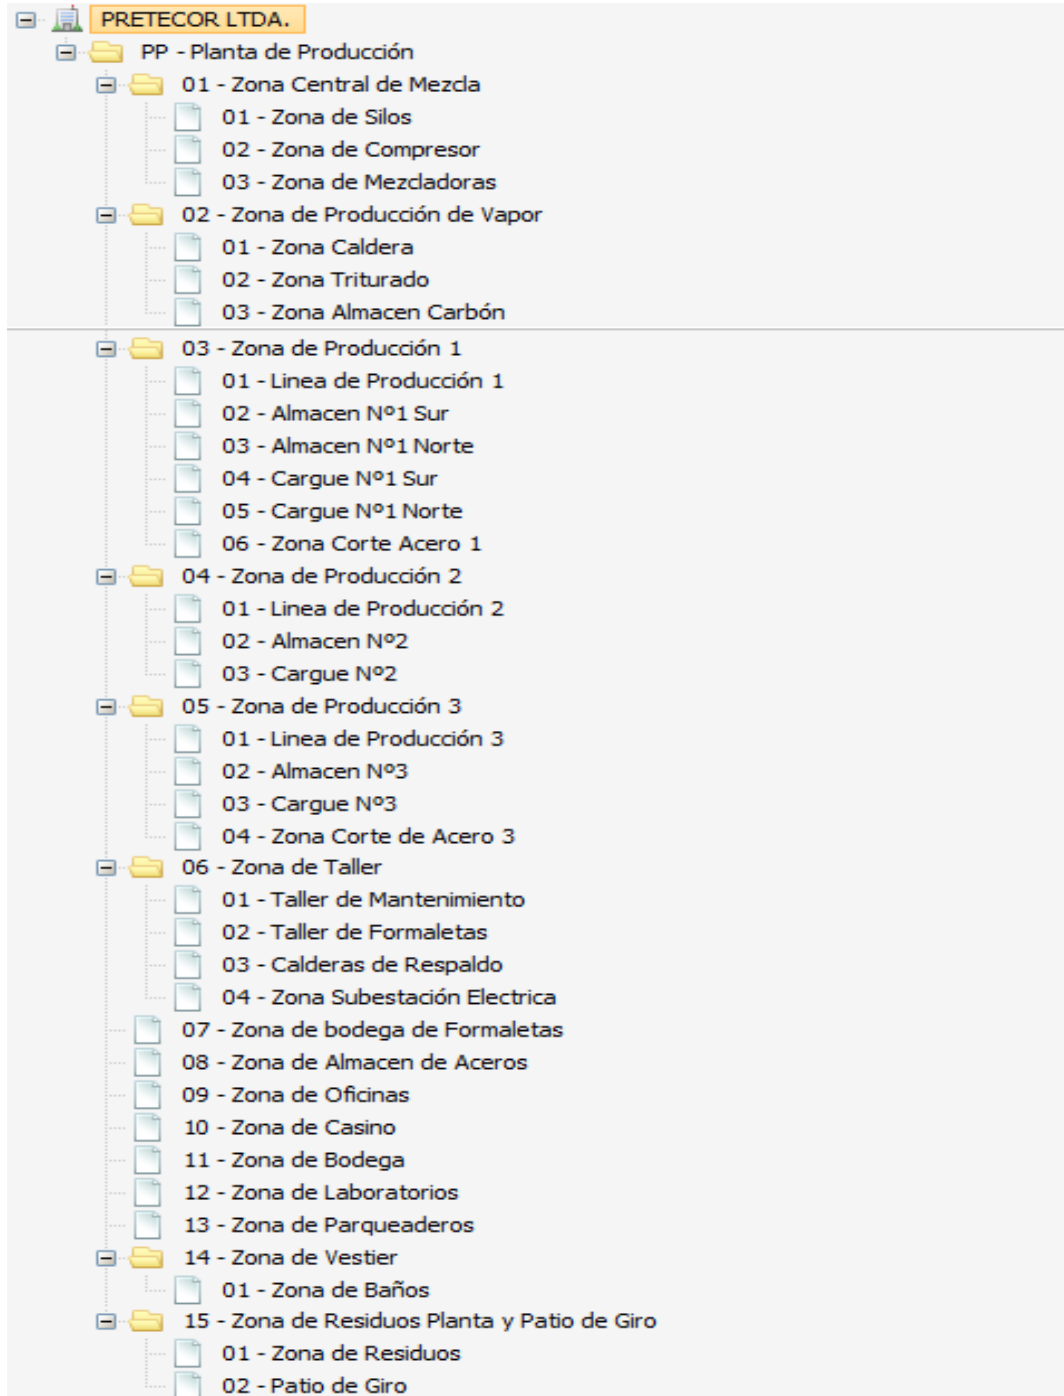 PRETECOR LTDA.
PP - Planta de Producción
01 - Zona Central de Mezcla
01 - Zona de Silos
02 - Zona de Compresor
03 - Zona de Mezcladoras
02 - Zona de Producción de Vapor
01 - Zona Caldera
02 - Zona Triturado
03 - Zona Almacen Carbón
03 - Zona de Producción 1
01 - Linea de Producción 1
02 - Almacen Nº1 Sur
03 - Almacen Nº1 Norte
04 - Cargue Nº1 Sur
05 - Cargue Nº1 Norte
06 - Zona Corte Acero 1
04 - Zona de Producción 2
01 - Linea de Producción 2
02 - Almacen Nº2
03 - Cargue Nº2
05 - Zona de Producción 3
01 - Linea de Producción 3
02 - Almacen Nº3
03 - Cargue Nº3
04 - Zona Corte de Acero 3
06 - Zona de Taller
01 - Taller de Mantenimiento
02 - Taller de Formaletas
03 - Calderas de Respaldo
04 - Zona Subestación Electrica
07 - Zona de bodega de Formaletas
08 - Zona de Almacen de Aceros
09 - Zona de Oficinas
10 - Zona de Casino
11 - Zona de Bodega
12 - Zona de Laboratorios
13 - Zona de Parqueaderos
14 - Zona de Vestier
01 - Zona de Baños
15 - Zona de Residuos Planta y Patio de Giro
01 - Zona de Residuos
02 - Patio de Giro